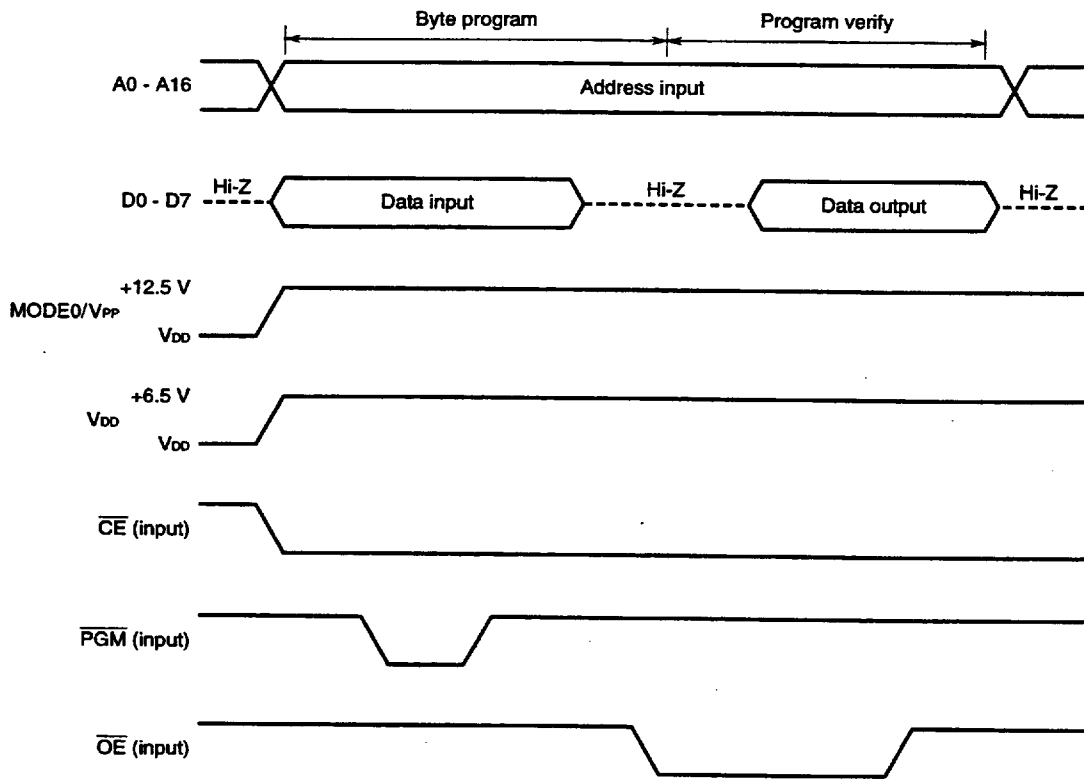 Byte program Program verify
A0 - A16 Address input
D0 - D7 Hi-Z Data input Hi-Z Data output Hi-Z
+12.5 V
MODE0/VPP
VDD
+6.5 V
VDD
VDD
CE (input)
PGM (input)
OE (input)